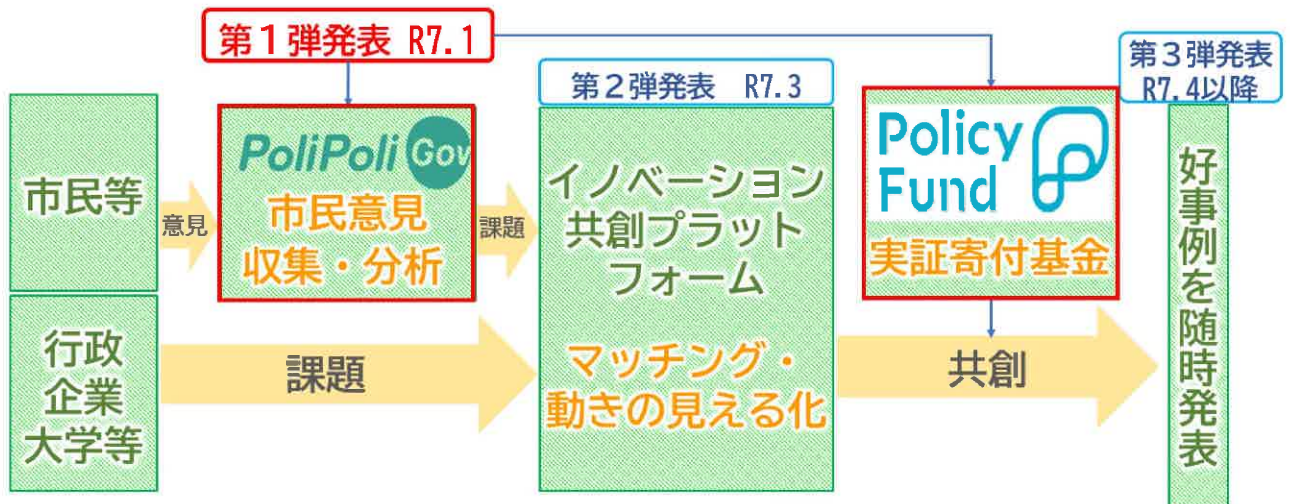 第1弾発表 R7.1
第2弾発表 R7.3
第3弾発表
R7.4以降
市民等
意見
PoliPoli Gov
市民意見
収集・分析
課題
イノベーション
共創プラット
フォーム
マッチング・
動きの見える化
Policy
Fund
実証寄付基金
行政
企業
大学等
課題
共創
好事例を随時発表